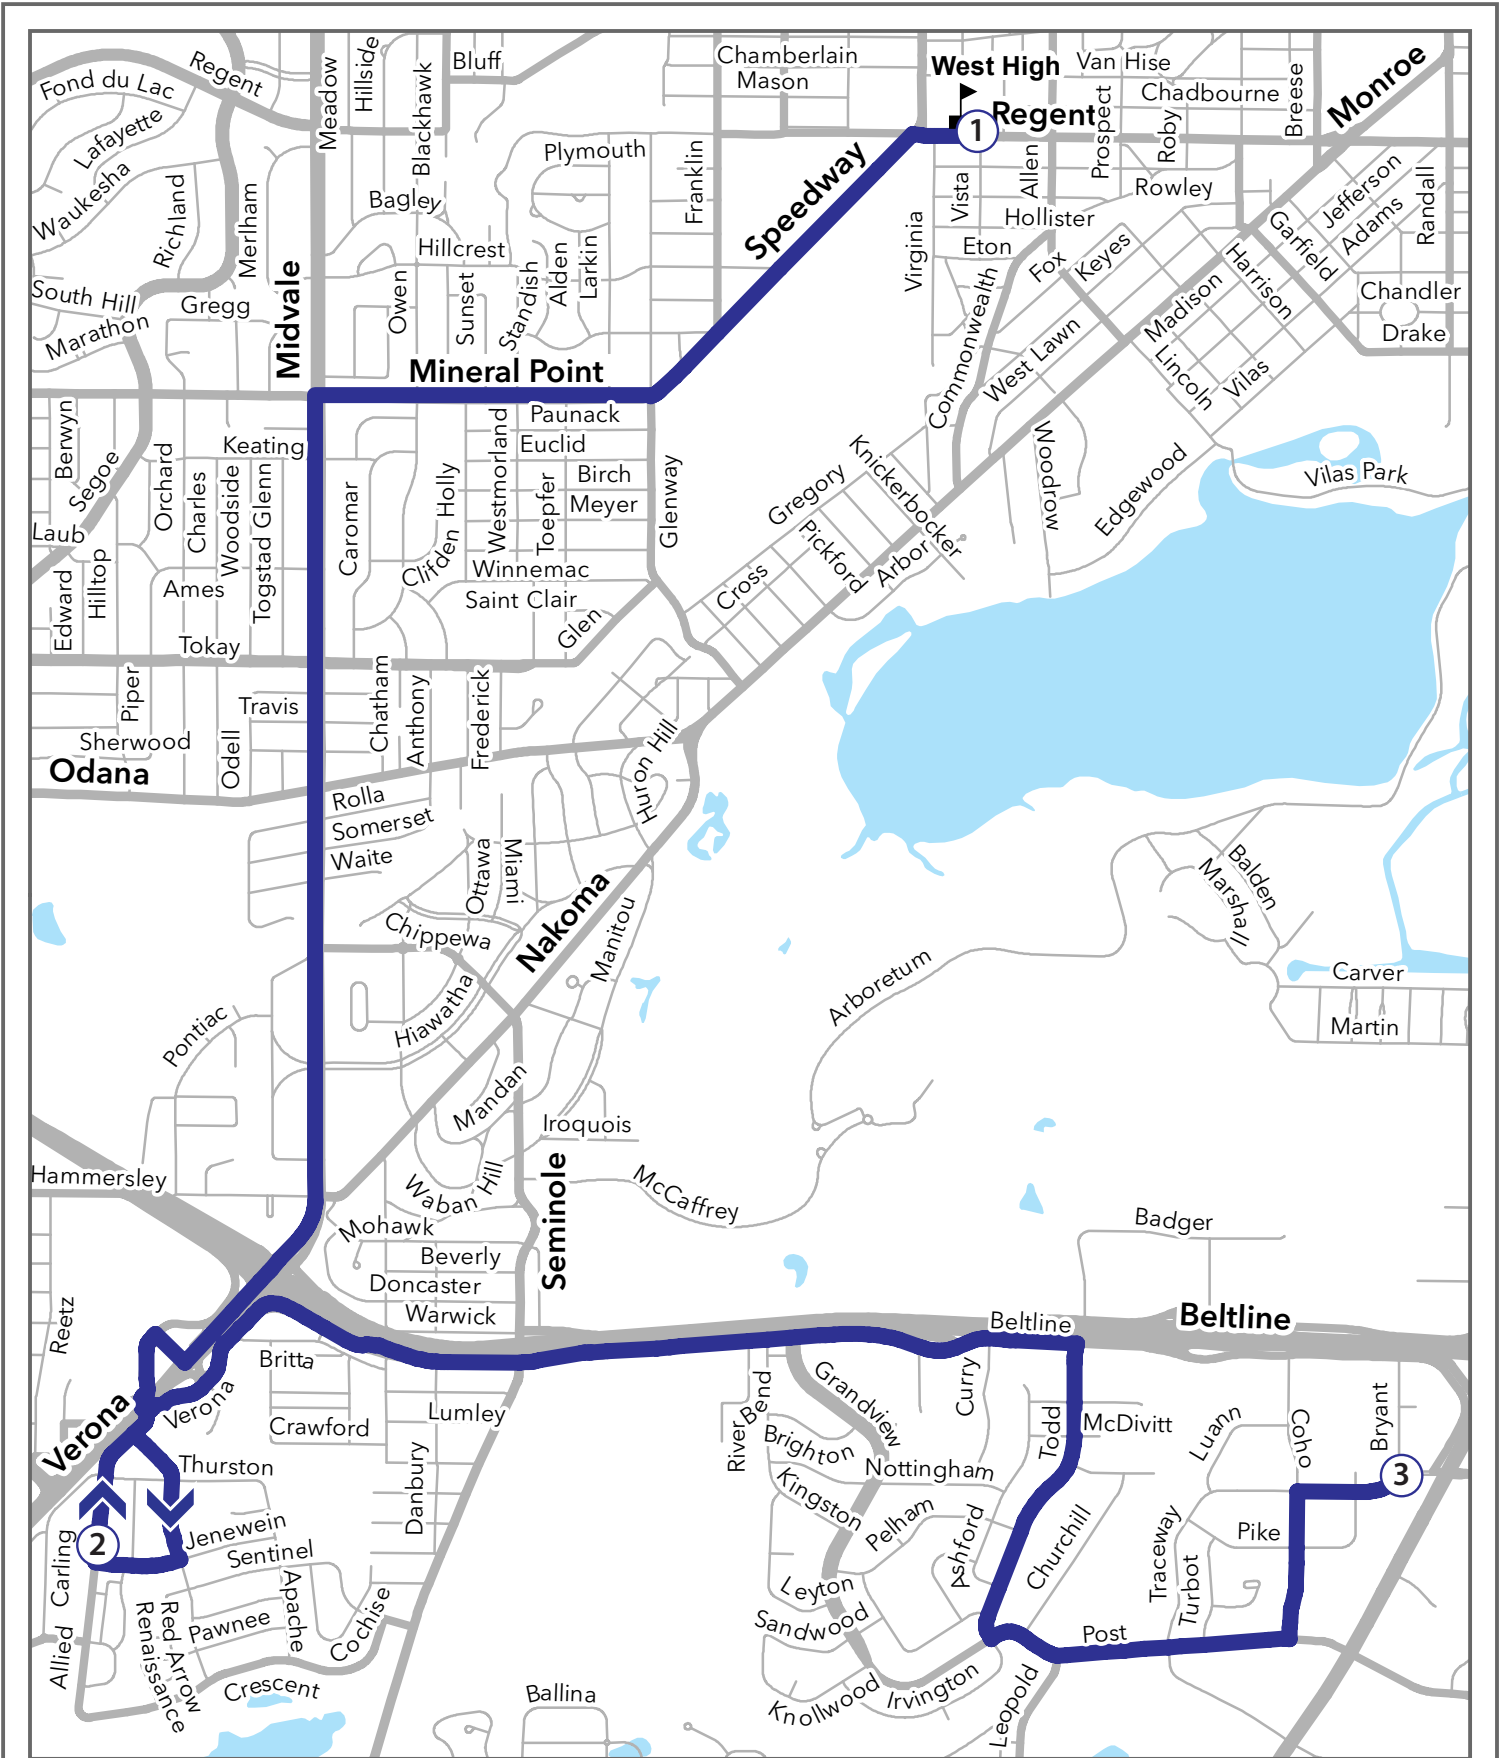 Regent
Fond du Lac
Lafayette
Waukesha
Richland
Merlham
South Hill
Marathon
Gregg
Midvale
Meadow
Hillside
Blackhawk
Bluff
Bagley
Hillcrest
Owen
Sunset
Standish
Alden
Larkin
Plymouth
Franklin
Chamberlain
Mason
Speedway
West High
1
Regent
Van Hise
Chadbourne
Prospect
Roby
Breese
Monroe
Allen
Vista
Virginia
Rowley
Hollister
Eton
Fox
Keyes
Commonwealth
West Lawn
Garfield
Harrison
Jefferson
Adams
Randall
Chandler
Drake
Madison
Lincoln
Vilas
Vilas Park
Mineral Point
Paunack
Euclid
Birch
Meyer
Westmorland
Toepfer
Holly
Clifden
Caromar
Winnemac
Saint Clair
Glen
Glenway
Keating
Berwyn
Segoe
Laub
Orchard
Charles
Woodside
Togstad Glenn
Edward
Hilltop
Ames
Tokay
Gregory
Knickerbocker
Pickford
Cross
Arbor
Woodrow
Edgewood
Piper
Travis
Sherwood
Odell
Odana
Chatham
Anthony
Frederick
Rolla
Somerset
Waite
Huron Hill
Ottawa
Miami
Nakoma
Manitou
Chippewa
Hiawatha
Pontiac
Mandan
Iroquois
Waban Hill
Seminole
McCaffrey
Arboretum
Balden
Marshall
Carver
Martin
Hammersley
Mohawk
Beverly
Doncaster
Warwick
Badger
Beltline
Beltline
Reetz
Verona
Verona
Britta
Crawford
Lumley
Danbury
Thurston
Jenewein
Sentinel
2
Carling
Allied
Red Arrow
Renaissance
Pawnee
Apache
Cochise
Crescent
Ballina
River Bend
Grandview
Brighton
Kingston
Nottingham
Pelham
Leyton
Sandwood
Knollwood
Irvington
Ashford
Curry
Todd
McDivitt
Churchill
Leopold
Post
Luann
Traceway
Turbot
Pike
Coho
Bryant
3